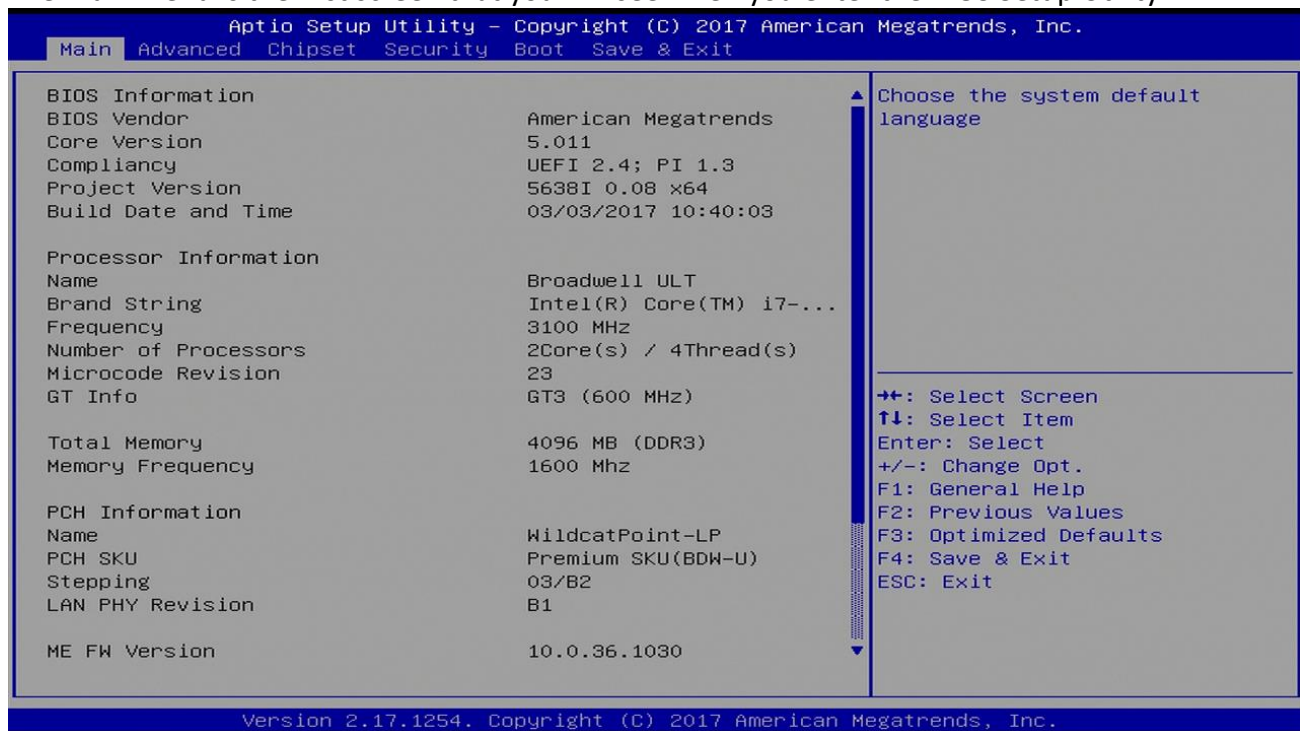 Aptio Setup Utility – Copyright (C) 2017 American Megatrends, Inc.
Main Advanced Chipset Security Boot Save & Exit
BIOS Information
BIOS Vendor American Megatrends
Core Version 5.011
Compliancy UEFI 2.4; PI 1.3
Project Version 5638I 0.08 x64
Build Date and Time 03/03/2017 10:40:03
Processor Information
Name Broadwell ULT
Brand String Intel(R) Core(TM) i7-...
Frequency 3100 MHz
Number of Processors 2Core(s) / 4Thread(s)
Microcode Revision 23
GT Info GT3 (600 MHz)
Total Memory 4096 MB (DDR3)
Memory Frequency 1600 Mhz
PCH Information
Name WildcatPoint-LP
PCH SKU Premium SKU(BDW-U)
Stepping 03/B2
LAN PHY Revision B1
ME FW Version 10.0.36.1030
Choose the system default
language
→←: Select Screen
↑↓: Select Item
Enter: Select
+/-: Change Opt.
F1: General Help
F2: Previous Values
F3: Optimized Defaults
F4: Save & Exit
ESC: Exit
Version 2.17.1254. Copyright (C) 2017 American Megatrends, Inc.